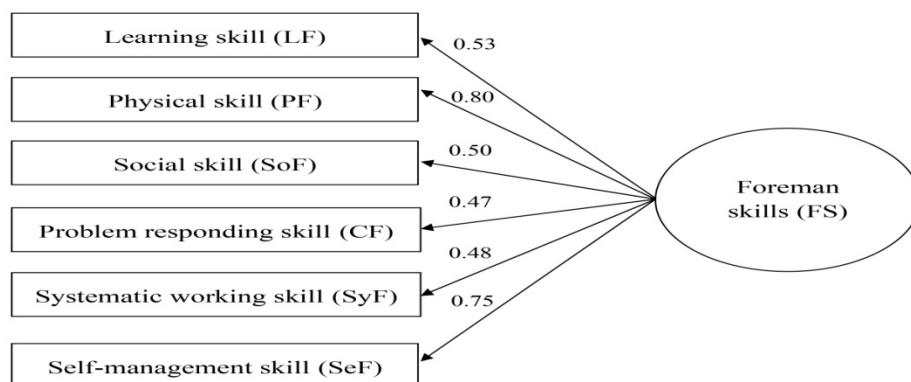 Learning skill (LF)
0.53
Physical skill (PF)
0.80
Social skill (SoF)
0.50
Foreman
skills (FS)
Problem responding skill (CF)
0.47
Systematic working skill (SyF)
0.48
Self-management skill (SeF)
0.75